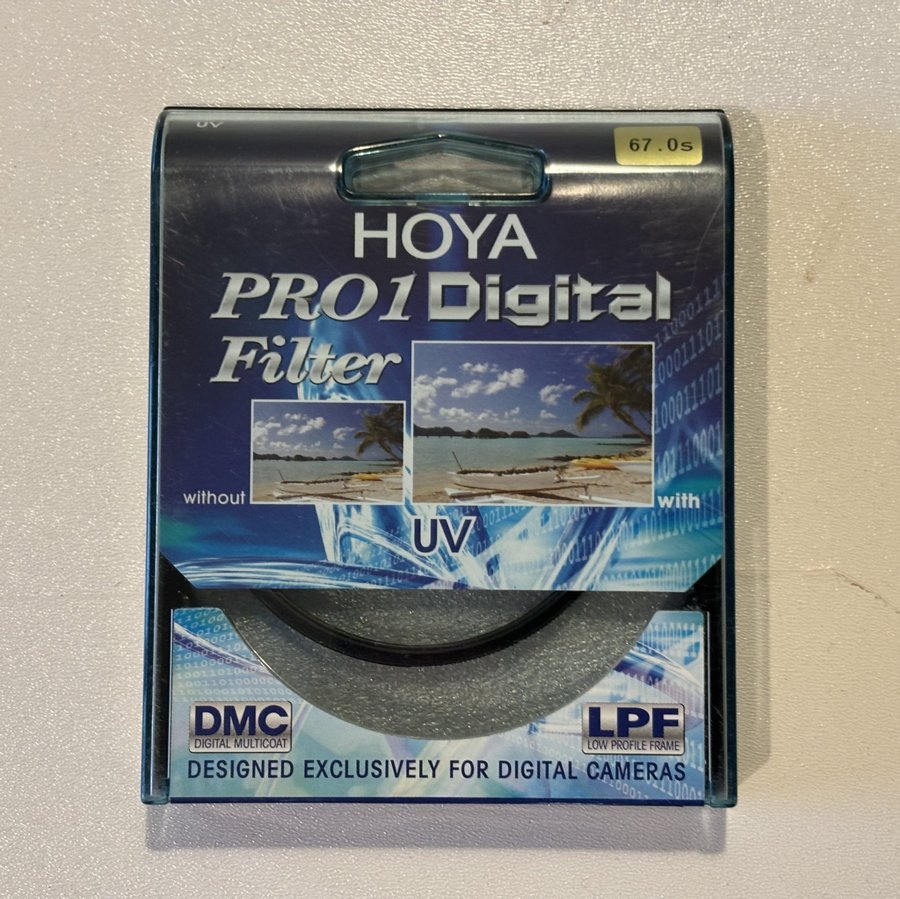 UV
67.0s
HOYA
PRO1 Digital
Filter
without
with
UV
DMC
DIGITAL MULTICOAT
LPF
LOW PROFILE FRAME
DESIGNED EXCLUSIVELY FOR DIGITAL CAMERAS